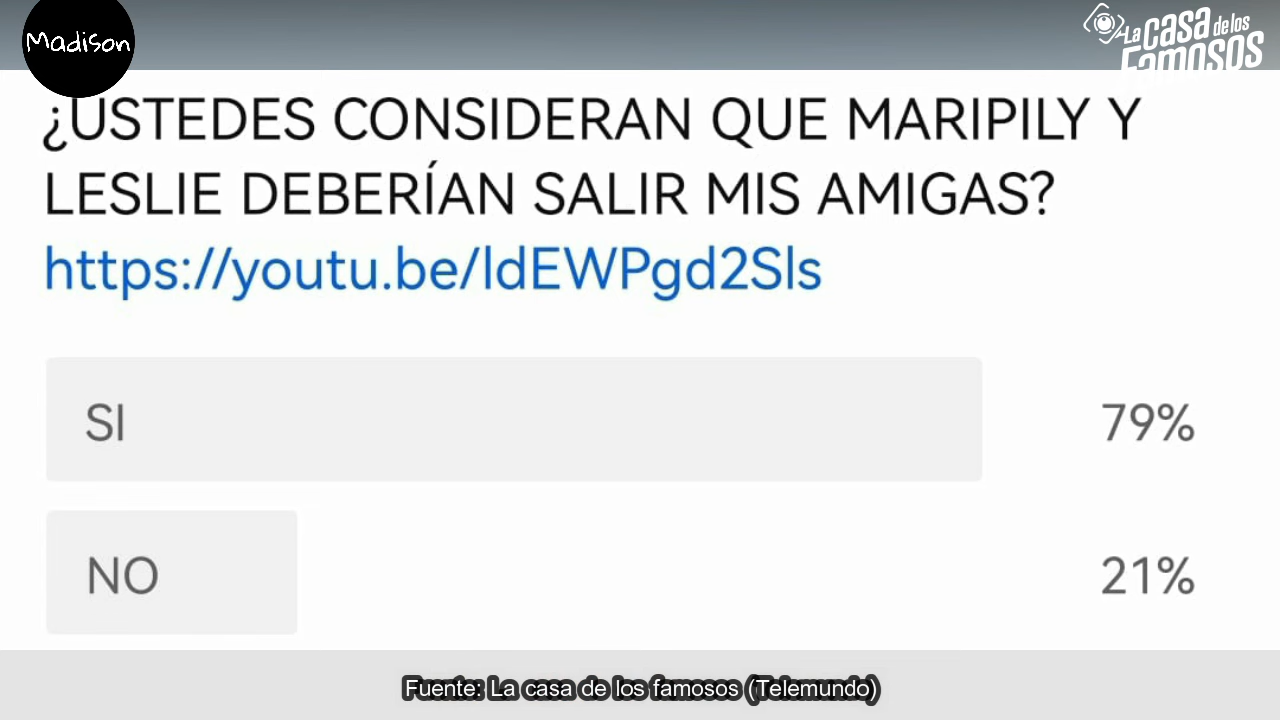 Madison
La casa de los famosos
¿USTEDES CONSIDERAN QUE MARIPILY Y
LESLIE DEBERÍAN SALIR MIS AMIGAS?
https://youtu.be/ldEWPgd2Sls
SI 79%
NO 21%
Fuente: La casa de los famosos (Telemundo)